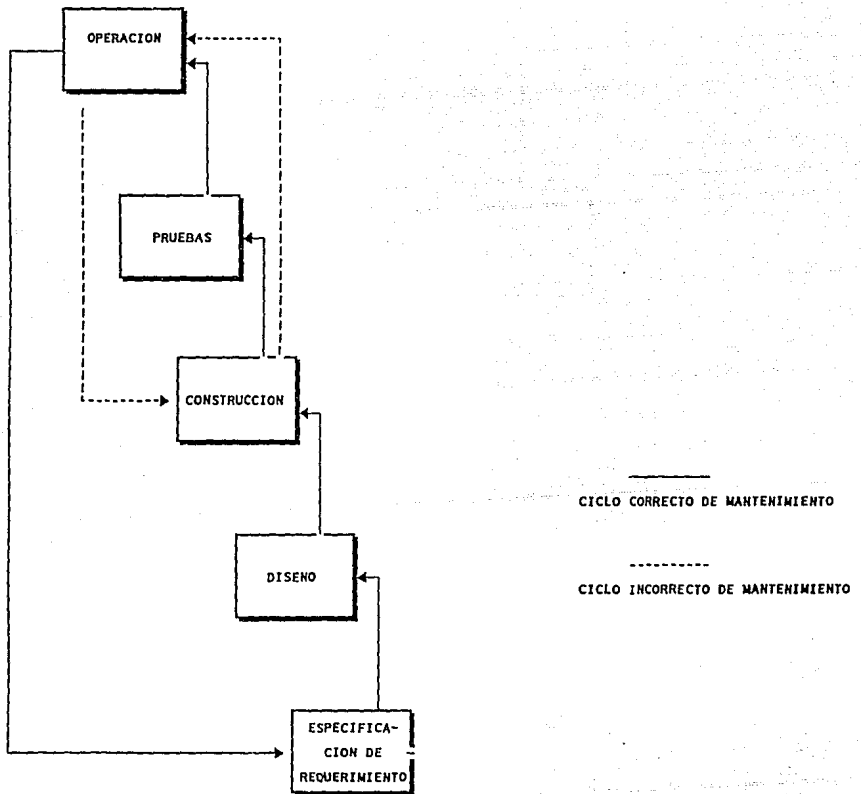 OPERACION
PRUEBAS
CONSTRUCCION
CICLO CORRECTO DE MANTENIMIENTO
DISENO
CICLO INCORRECTO DE MANTENIMIENTO
ESPECIFICA-
CION DE
REQUERIMIENTO